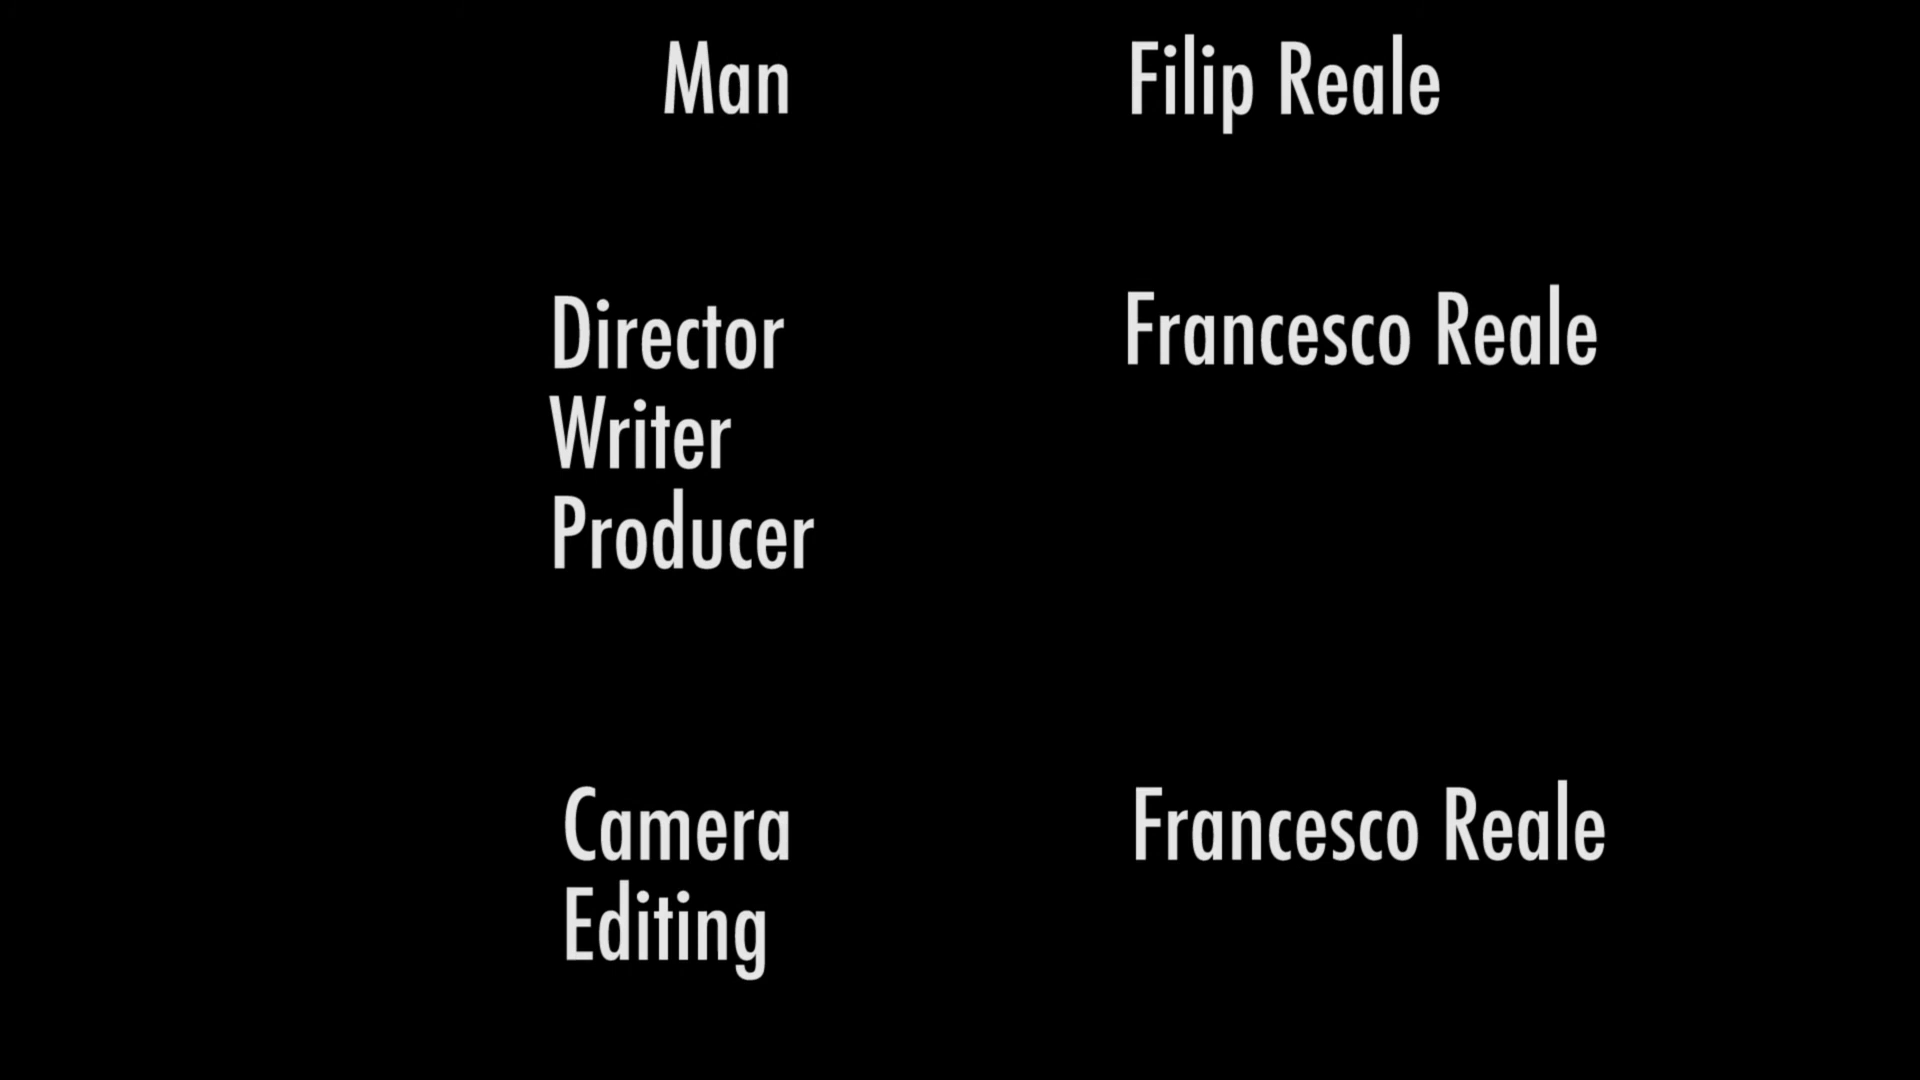 Man Filip Reale
Director Francesco Reale
Writer
Producer
Camera Francesco Reale
Editing